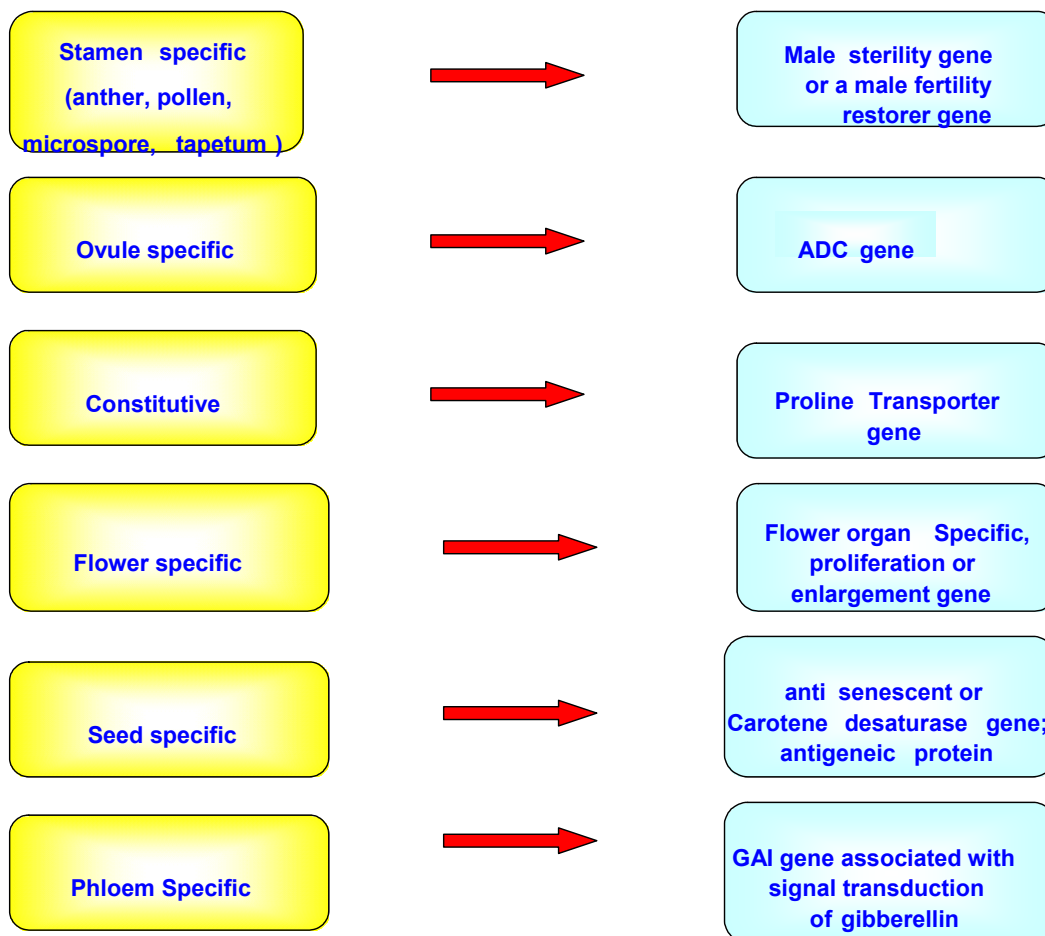 Stamen specific
(anther, pollen,
microspore, tapetum )
Male sterility gene
or a male fertility
restorer gene
Ovule specific
ADC gene
Constitutive
Proline Transporter
gene
Flower specific
Flower organ Specific,
proliferation or
enlargement gene
Seed specific
anti senescent or
Carotene desaturase gene;
antigeneic protein
Phloem Specific
GAI gene associated with
signal transduction
of gibberellin